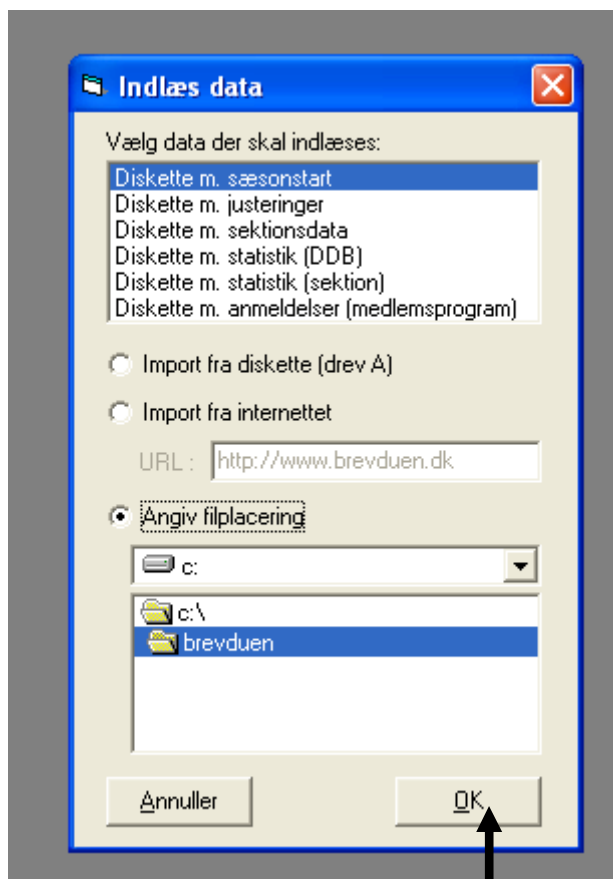 Indlæs data
Vælg data der skal indlæses:
Diskette m. sæsonstart
Diskette m. justeringer
Diskette m. sektionsdata
Diskette m. statistik (DDB)
Diskette m. statistik (sektion)
Diskette m. anmeldelser (medlemsprogram)
Import fra diskette (drev A)
Import fra internettet
URL : http://www.brevduen.dk
Angiv filplacering
c:
c:\
brevduen
Annuller OK